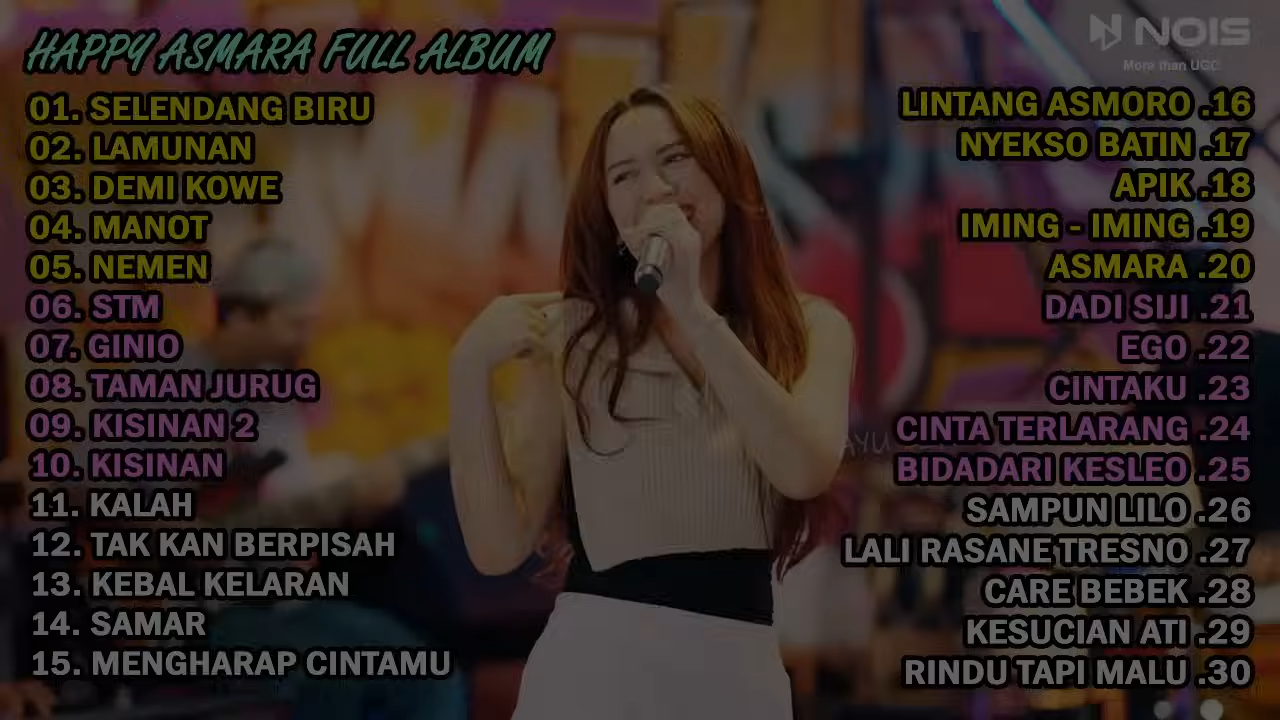 HAPPY ASMARA FULL ALBUM
01. SELENDANG BIRU
02. LAMUNAN
03. DEMI KOWE
04. MANOT
05. NEMEN
06. STM
07. GINIO
08. TAMAN JURUG
09. KISINAN 2
10. KISINAN
11. KALAH
12. TAK KAN BERPISAH
13. KEBAL KELARAN
14. SAMAR
15. MENGHARAP CINTAMU
NOIS
More than UGC
LINTANG ASMORO .16
NYEKSO BATIN .17
APIK .18
IMING - IMING .19
ASMARA .20
DADI SIJI .21
EGO .22
CINTAKU .23
CINTA TERLARANG .24
BIDADARI KESLEO .25
SAMPUN LILO .26
LALI RASANE TRESNO .27
CARE BEBEK .28
KESUCIAN ATI .29
RINDU TAPI MALU .30